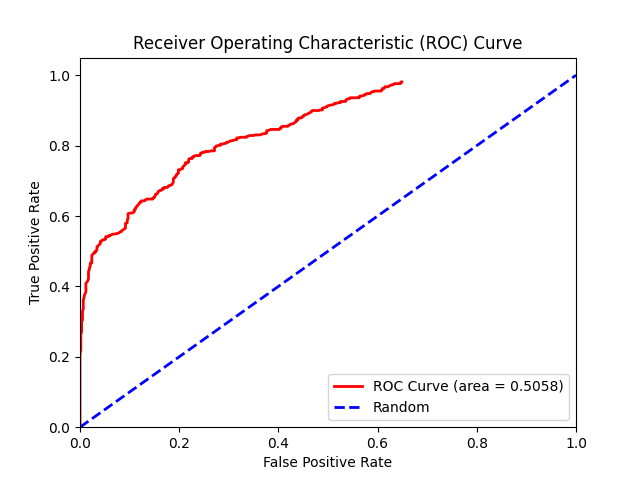 Receiver Operating Characteristic (ROC) Curve
1.0
0.8
0.6
0.4
0.2
0.0
True Positive Rate
ROC Curve (area = 0.5058)
Random
0.0 0.2 0.4 0.6 0.8 1.0
False Positive Rate